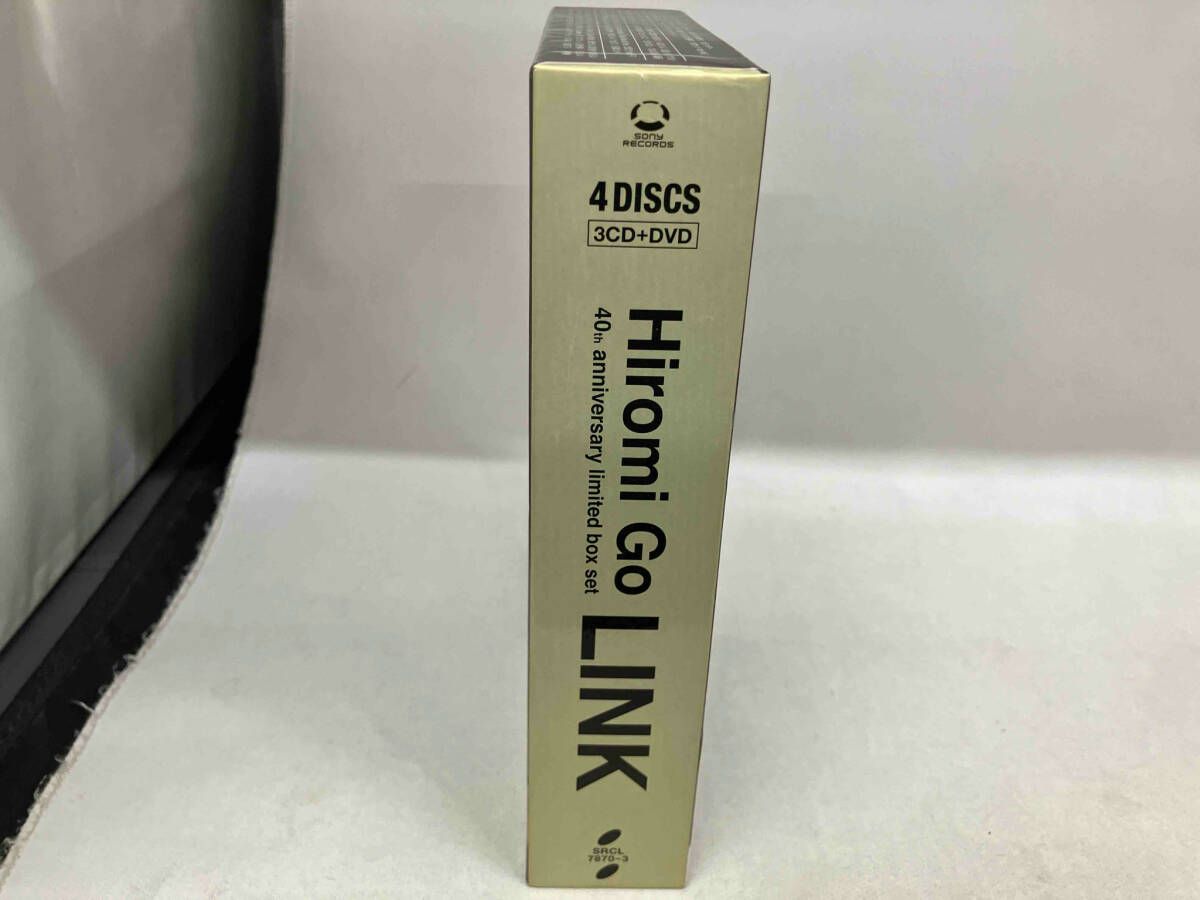 SONY
RECORDS
4 DISCS
3CD+DVD
Hiromi Go LINK
40th anniversary limited box set
SRCL
7870~3